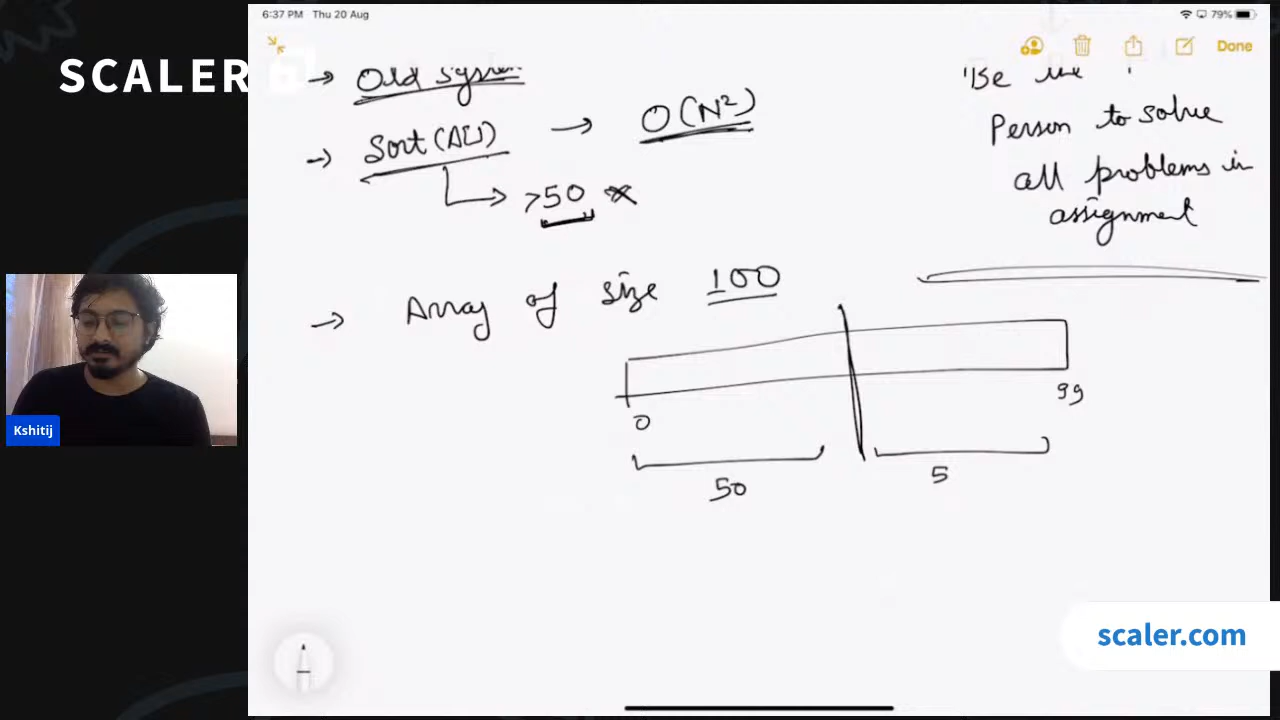 6:37 PM Thu 20 Aug
79%
SCALER
Done
→ Old System
→ Sort(A[]) → O(N²)
→ >50 ×
"Be the
Person to solve
all problems in
assignment
→ Array of size 100
0
99
50
5
Kshitij
scaler.com